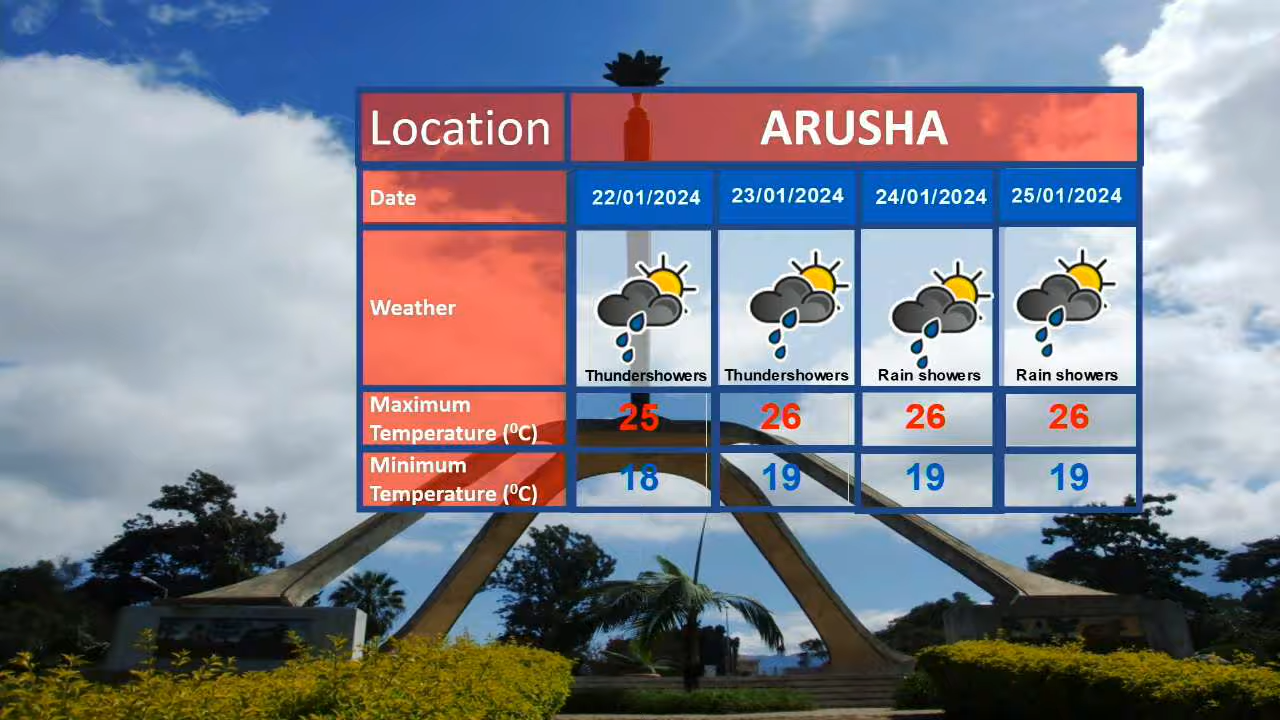 Location ARUSHA
Date 22/01/2024 23/01/2024 24/01/2024 25/01/2024
Weather Thundershowers Thundershowers Rain showers Rain showers
Maximum
Temperature (⁰C) 25 26 26 26
Minimum
Temperature (⁰C) 18 19 19 19